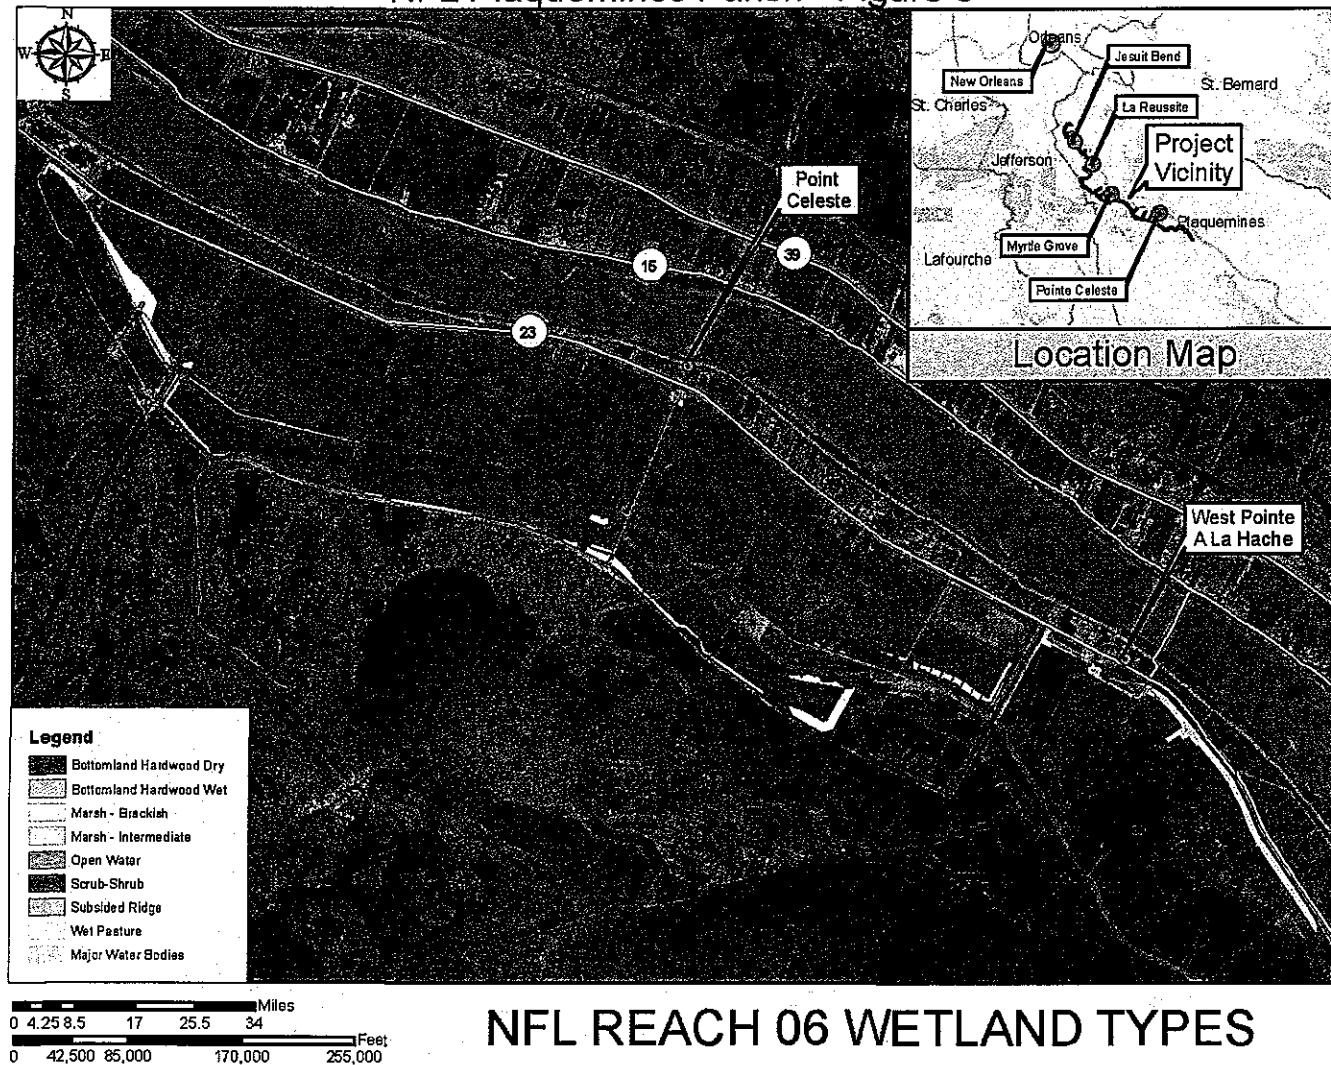 N
W
E
S
Orleans
Jesuit Bend
New Orleans
St. Bernard
St. Charles
La Reussite
Project
Vicinity
Jefferson
Plaquemines
Myrtle Grove
Lafourche
Pointe Celeste
Location Map
Point
Celeste
39
15
23
West Pointe
A La Hache
Legend
Bottomland Hardwood Dry
Bottomland Hardwood Wet
Marsh - Brackish
Marsh - Intermediate
Open Water
Scrub-Shrub
Subsided Ridge
Wet Pasture
Major Water Bodies
Miles
0 4.25 8.5 17 25.5 34
Feet
0 42,500 85,000 170,000 255,000
NFL REACH 06 WETLAND TYPES